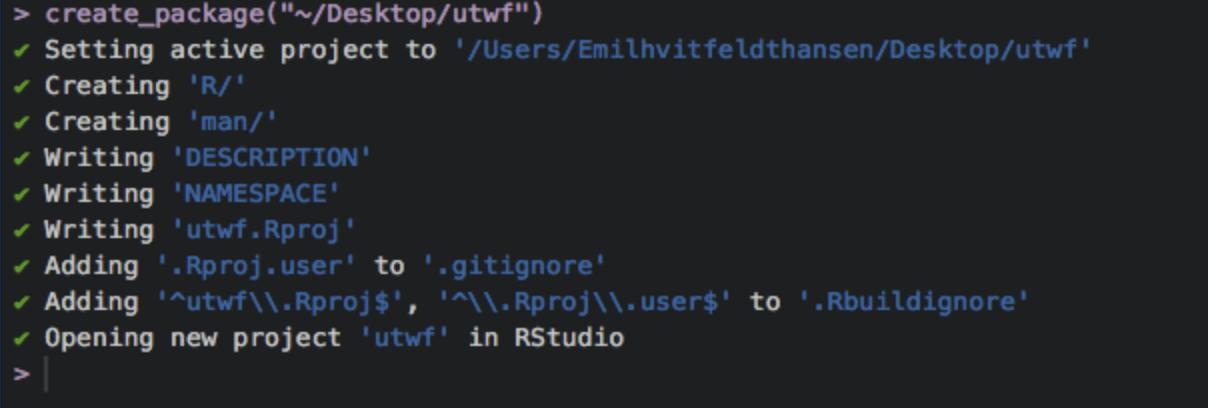 > create_package("~/Desktop/utwf")
✔ Setting active project to '/Users/Emilhvitfeldthansen/Desktop/utwf'
✔ Creating 'R/'
✔ Creating 'man/'
✔ Writing 'DESCRIPTION'
✔ Writing 'NAMESPACE'
✔ Writing 'utwf.Rproj'
✔ Adding '.Rproj.user' to '.gitignore'
✔ Adding '^utwf\\.Rproj$', '^\\.Rproj\\.user$' to '.Rbuildignore'
✔ Opening new project 'utwf' in RStudio
>